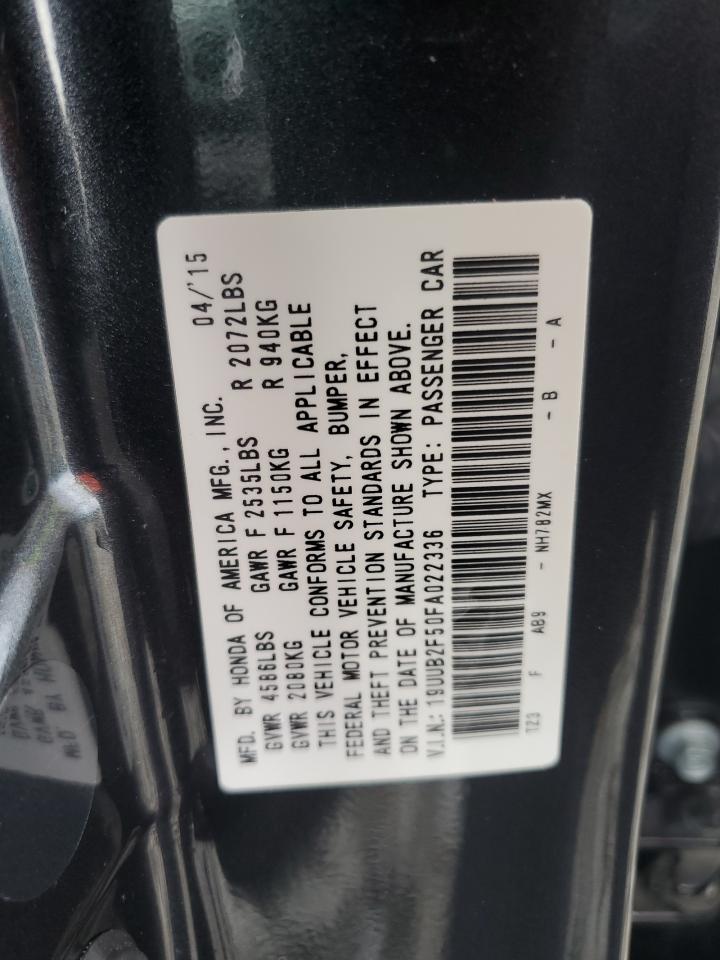 MFD. BY HONDA OF AMERICA MFG., INC. 04/'15
GVWR 4586LBS GAWR F 2535LBS R 2072LBS
GVWR 2080KG GAWR F 1150KG R 940KG
THIS VEHICLE CONFORMS TO ALL APPLICABLE
FEDERAL MOTOR VEHICLE SAFETY, BUMPER,
AND THEFT PREVENTION STANDARDS IN EFFECT
ON THE DATE OF MANUFACTURE SHOWN ABOVE.
V.I.N.: 19UUB2F50FA022336 TYPE: PASSENGER CAR
TZ3 F AB9 - NH782MX - B - A